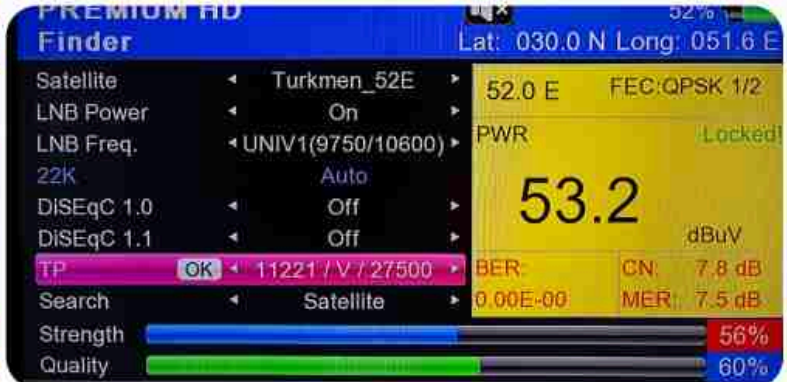 PREMIUM HD 52%
Finder Lat: 030.0 N Long: 051.6 E
Satellite Turkmen_52E
LNB Power On
LNB Freq. UNIV1(9750/10600)
22K Auto
DiSEqC 1.0 Off
DiSEqC 1.1 Off
TP OK 11221 / V / 27500
Search Satellite
52.0 E FEC:QPSK 1/2
PWR Locked!
53.2
dBuV
BER: CN: 7.8 dB
0.00E-00 MER: 7.5 dB
Strength 56%
Quality 60%